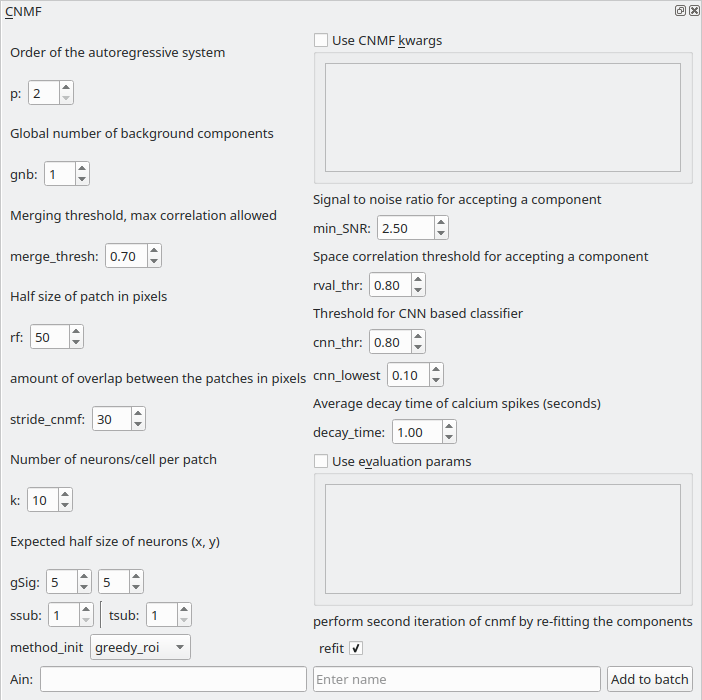 CNMF
Order of the autoregressive system
p: 2
Global number of background components
gnb: 1
Merging threshold, max correlation allowed
merge_thresh: 0.70
Half size of patch in pixels
rf: 50
amount of overlap between the patches in pixels
stride_cnmf: 30
Number of neurons/cell per patch
k: 10
Expected half size of neurons (x, y)
gSig: 5 5
ssub: 1 tsub: 1
method_init greedy_roi
Ain:
Use CNMF kwargs
Signal to noise ratio for accepting a component
min_SNR: 2.50
Space correlation threshold for accepting a component
rval_thr: 0.80
Threshold for CNN based classifier
cnn_thr: 0.80
cnn_lowest 0.10
Average decay time of calcium spikes (seconds)
decay_time: 1.00
Use evaluation params
perform second iteration of cnmf by re-fitting the components
refit
Enter name
Add to batch